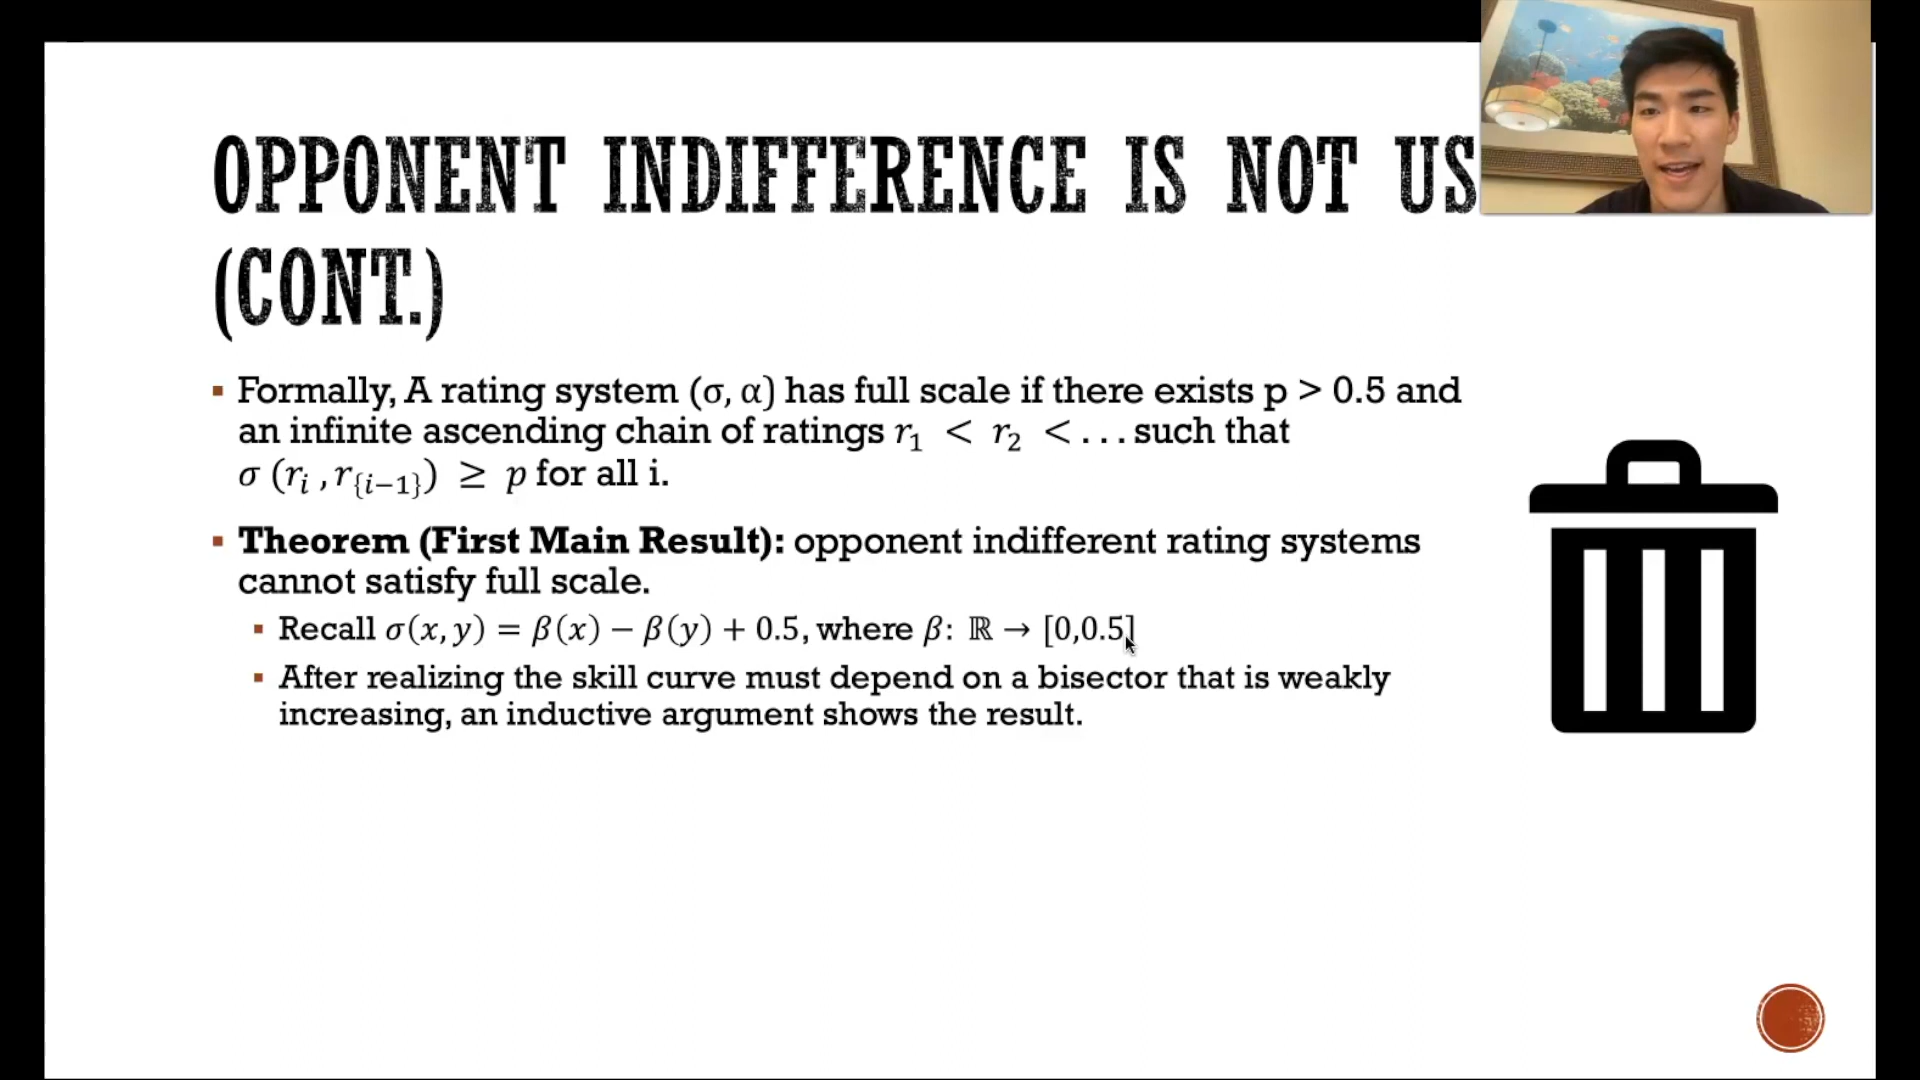 OPPONENT INDIFFERENCE IS NOT US
(CONT.)
▪ Formally, A rating system (σ, α) has full scale if there exists p > 0.5 and
an infinite ascending chain of ratings r₁ < r₂ <... such that
σ (rᵢ , r_{i−1}) ≥ p for all i.
▪ Theorem (First Main Result): opponent indifferent rating systems
cannot satisfy full scale.
▪ Recall σ(x, y) = β(x) − β(y) + 0.5, where β: ℝ → [0,0.5]
▪ After realizing the skill curve must depend on a bisector that is weakly
increasing, an inductive argument shows the result.